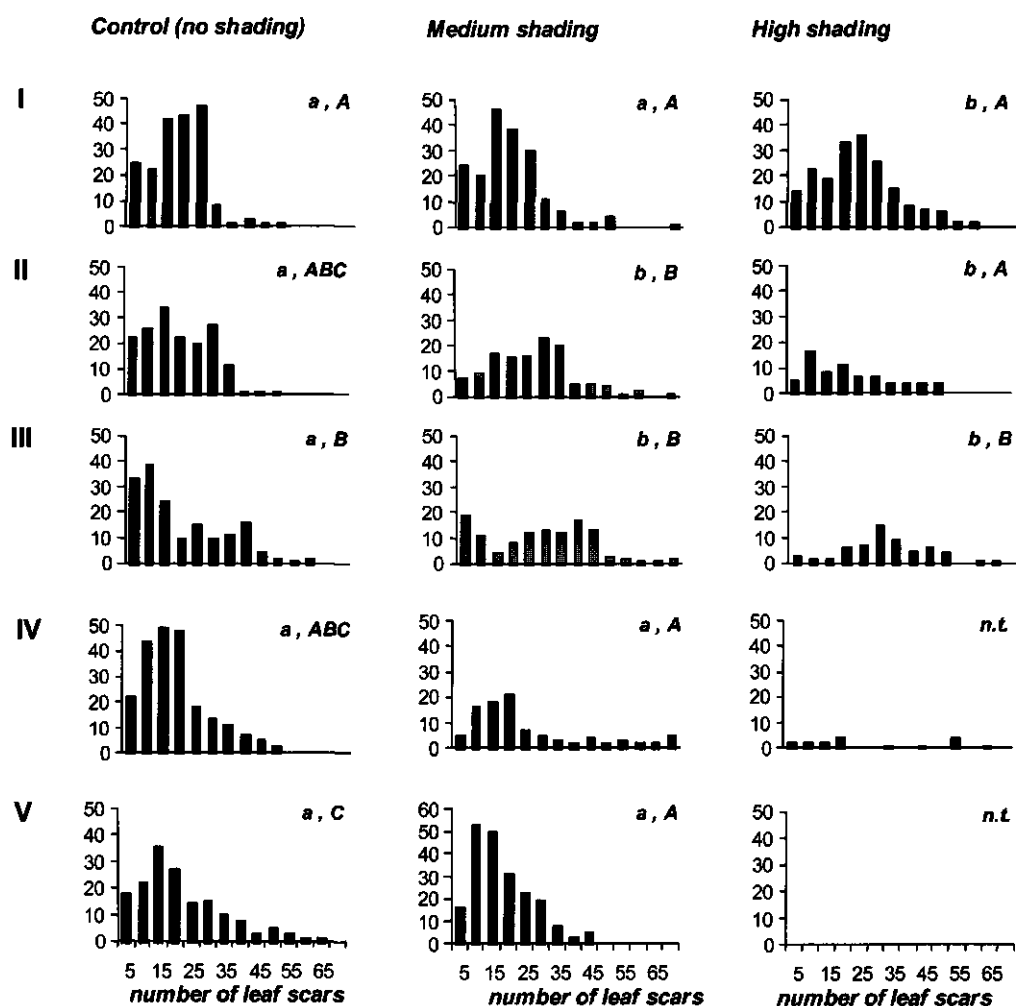 Control (no shading) Medium shading High shading
I
50 40 30 20 10 0 a, A
50 40 30 20 10 0 a, A
50 40 30 20 10 0 b, A
II
50 40 30 20 10 0 a, ABC
50 40 30 20 10 0 b, B
50 40 30 20 10 0 b, A
III
50 40 30 20 10 0 a, B
50 40 30 20 10 0 b, B
50 40 30 20 10 0 b, B
IV
50 40 30 20 10 0 a, ABC
50 40 30 20 10 0 a, A
50 40 30 20 10 0 n.t.
V
50 40 30 20 10 0 a, C
60 50 40 30 20 10 0 a, A
50 40 30 20 10 0 n.t.
5 15 25 35 45 55 65 5 15 25 35 45 55 65 5 15 25 35 45 55 65
number of leaf scars number of leaf scars number of leaf scars